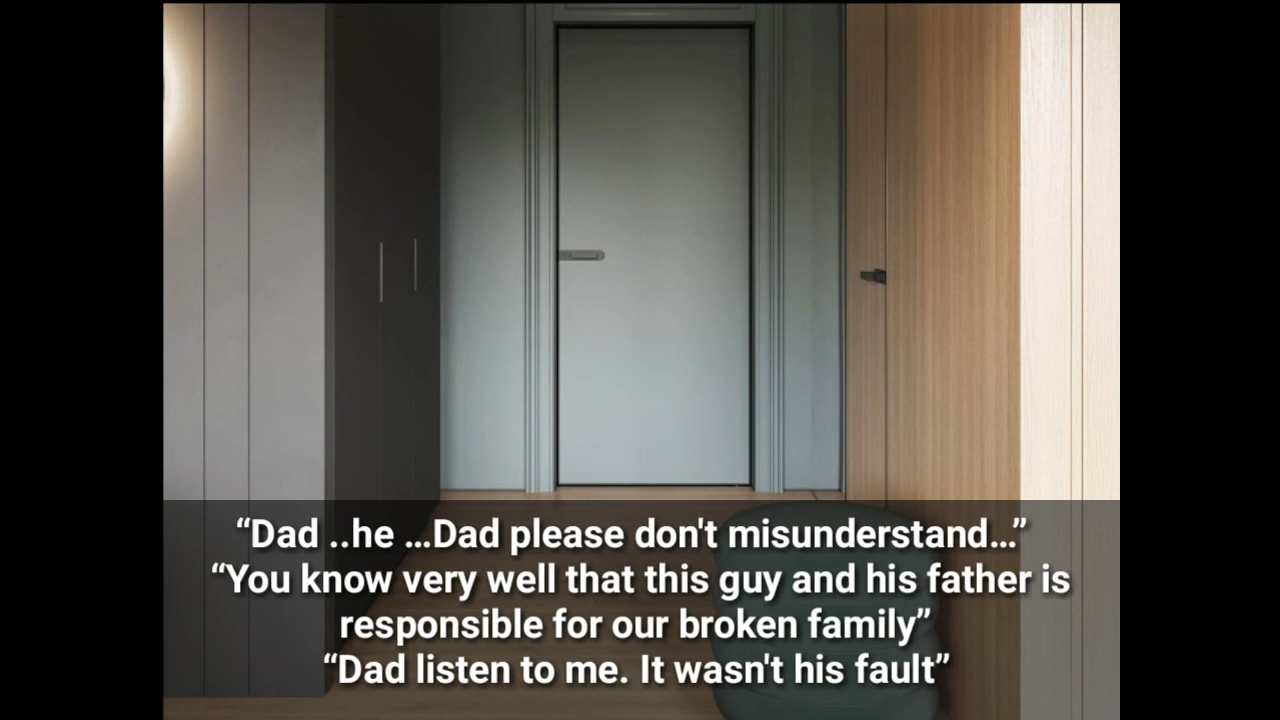 “Dad ..he ...Dad please don't misunderstand...”
“You know very well that this guy and his father is
responsible for our broken family”
“Dad listen to me. It wasn't his fault”